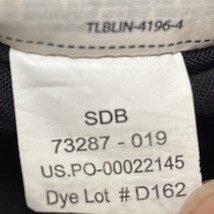 TLBLIN-4196-4
SDB
73287 - 019
US.PO-00022145
Dye Lot # D162